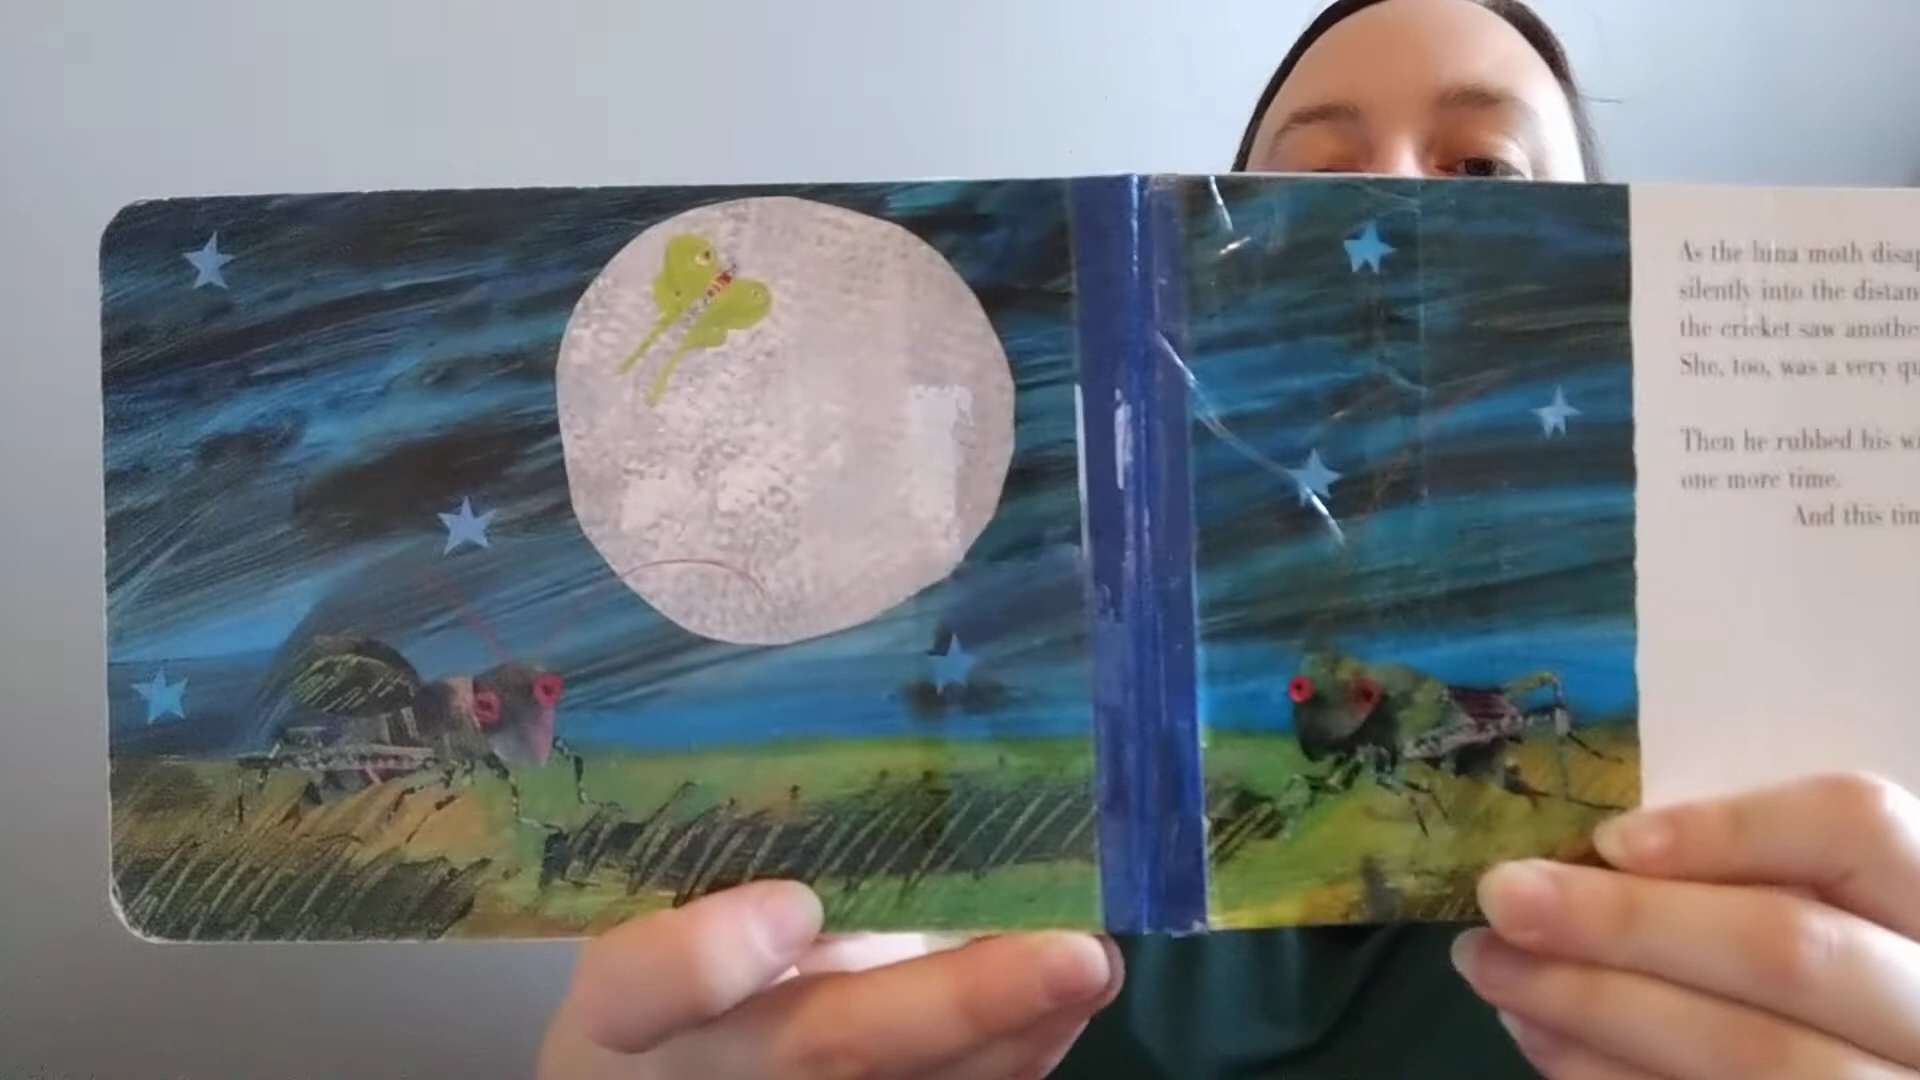 As the luna moth disap
silently into the distan
the cricket saw anothe
She, too, was a very qu
Then he rubbed his wi
one more time.
And this tim